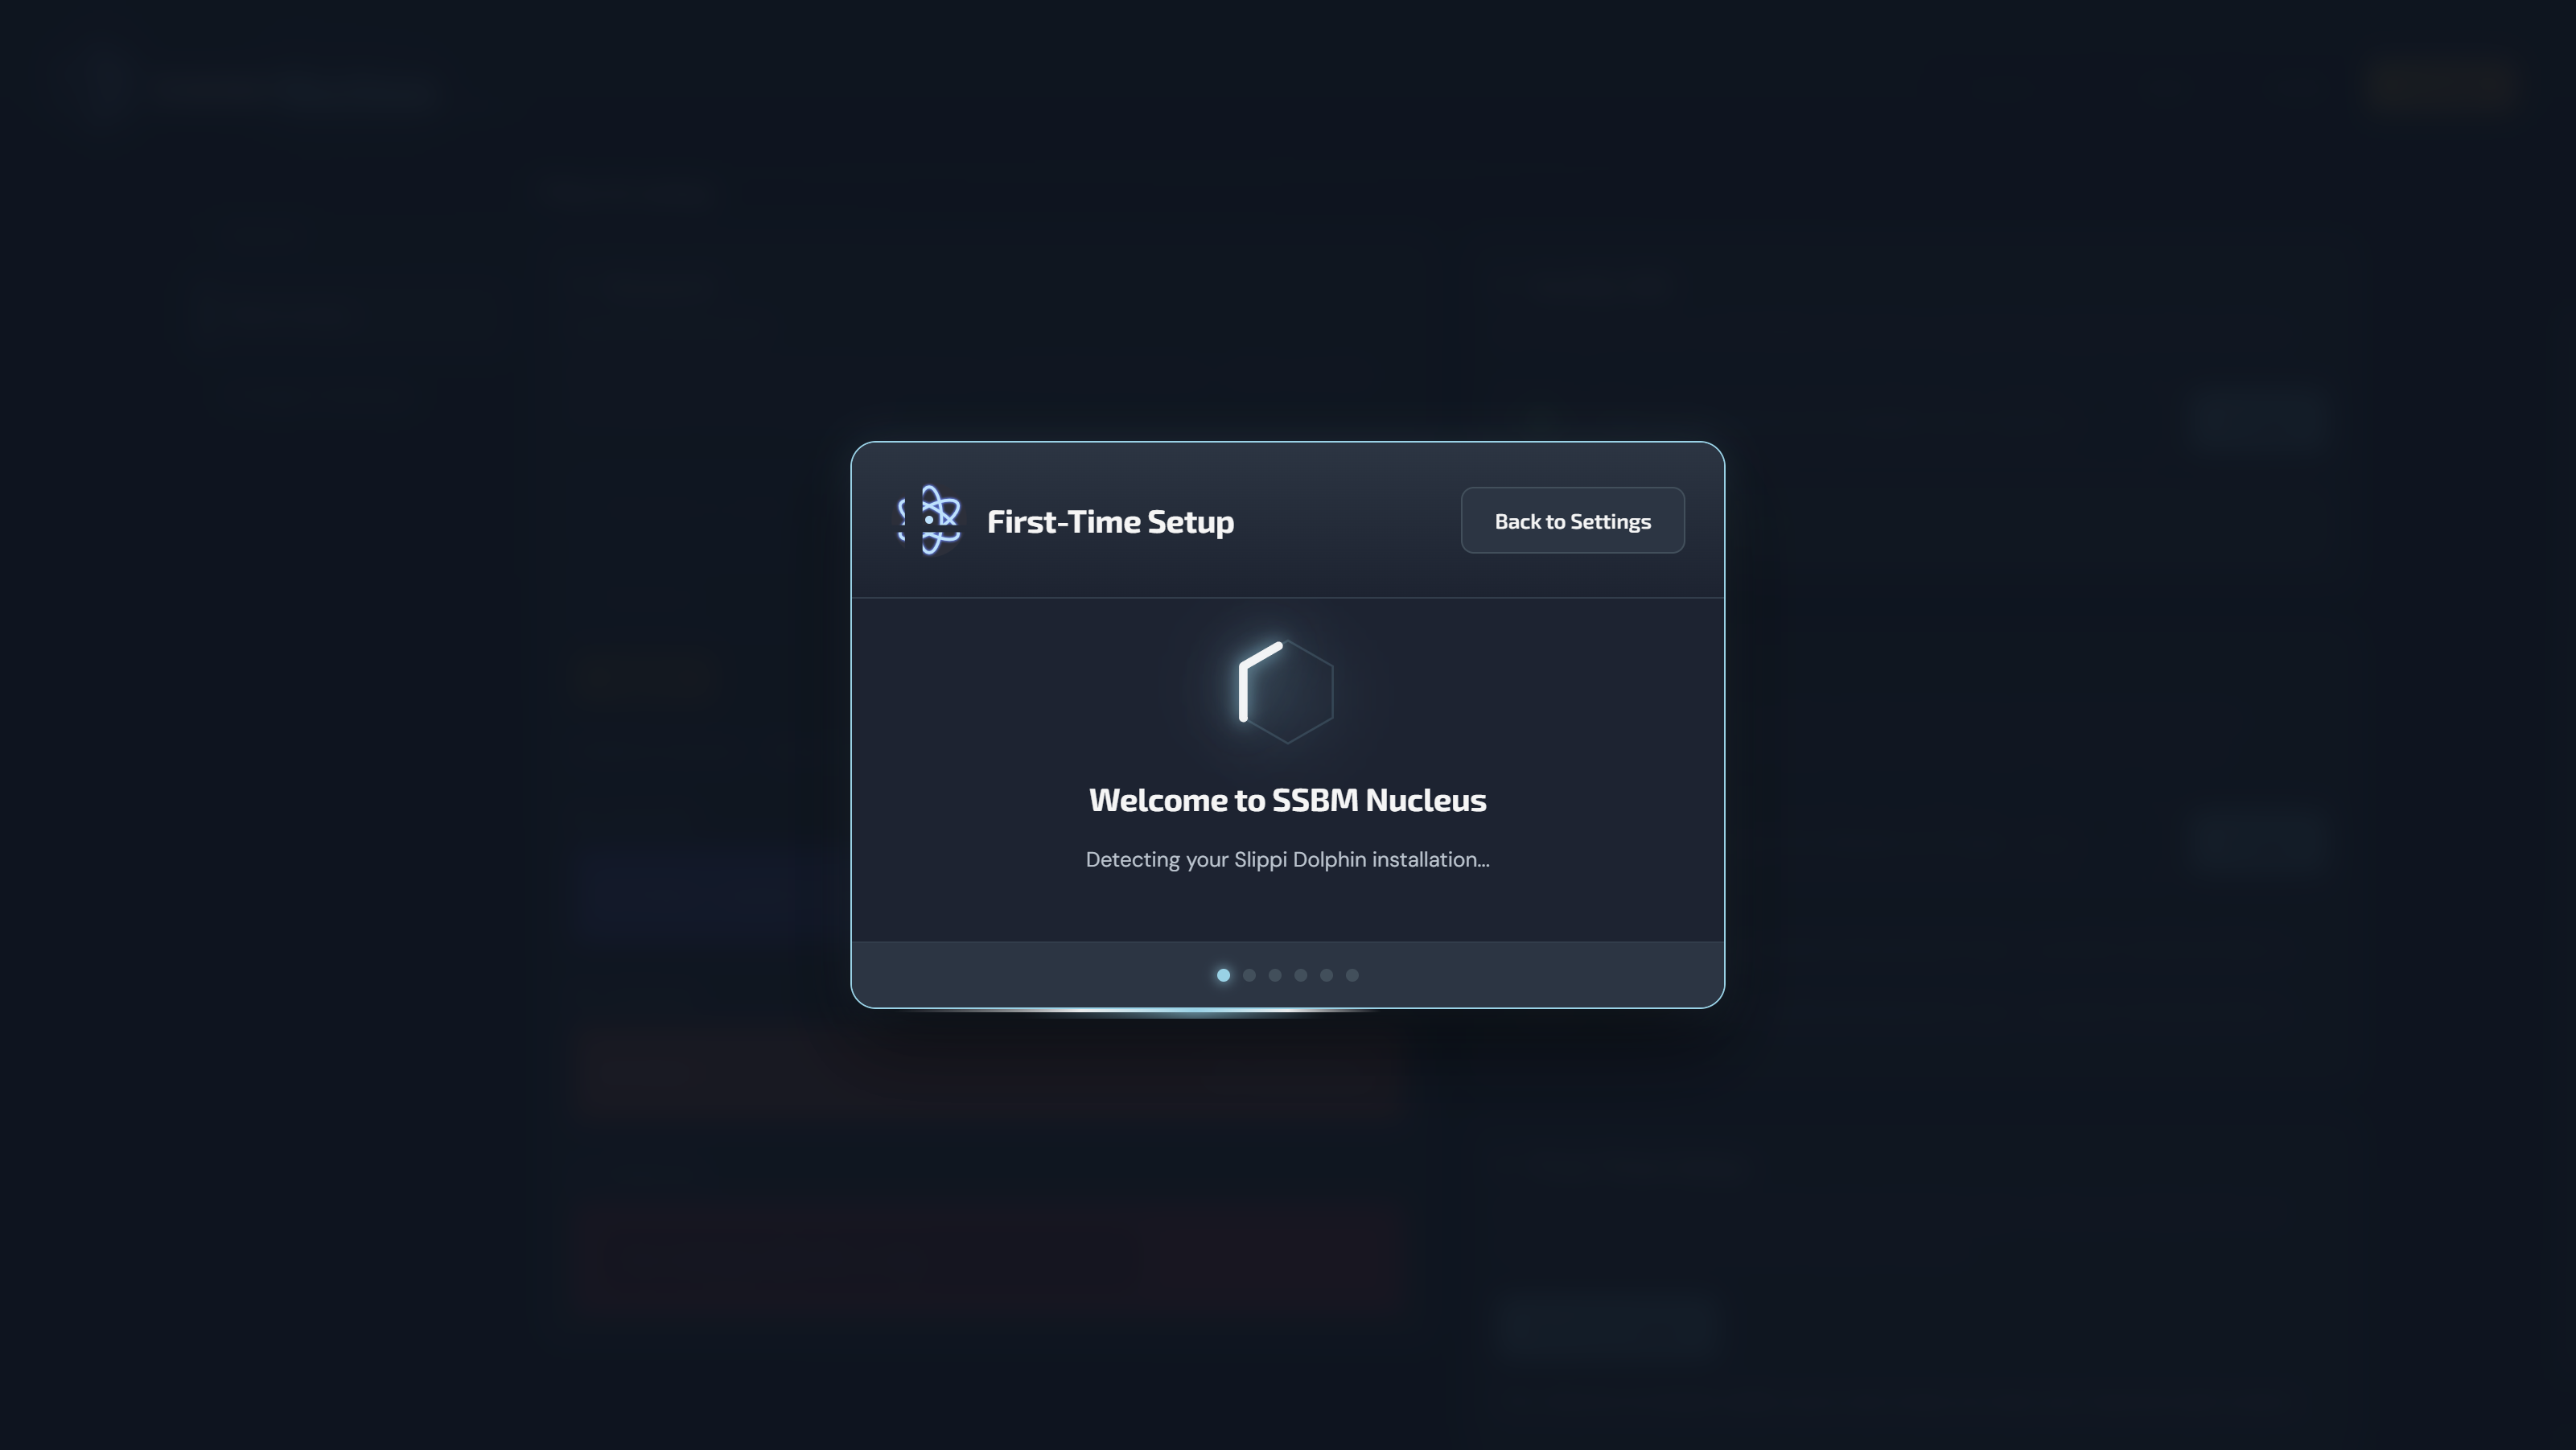 First-Time Setup
Back to Settings
Welcome to SSBM Nucleus
Detecting your Slippi Dolphin installation...